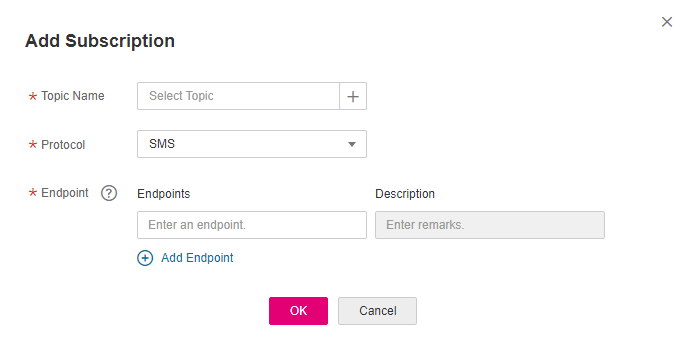 Add Subscription
* Topic Name Select Topic
* Protocol SMS
* Endpoint ? Endpoints Description
Enter an endpoint. Enter remarks.
Add Endpoint
OK Cancel